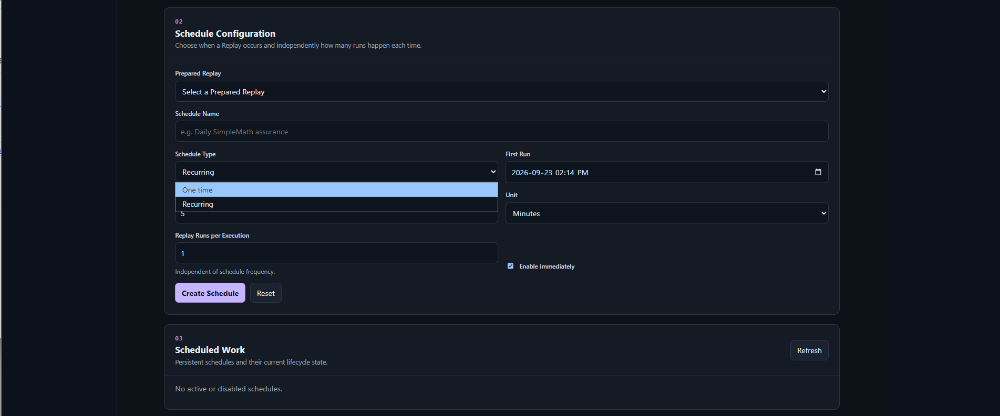 02
Schedule Configuration
Choose when a Replay occurs and independently how many runs happen each time.
Prepared Replay
Select a Prepared Replay
Schedule Name
e.g. Daily SimpleMath assurance
Schedule Type
First Run
Recurring
2026-09-23 02:14 PM
One time
Recurring
Unit
5
Minutes
Replay Runs per Execution
1
Independent of schedule frequency.
Enable immediately
Create Schedule
Reset
03
Scheduled Work
Persistent schedules and their current lifecycle state.
Refresh
No active or disabled schedules.